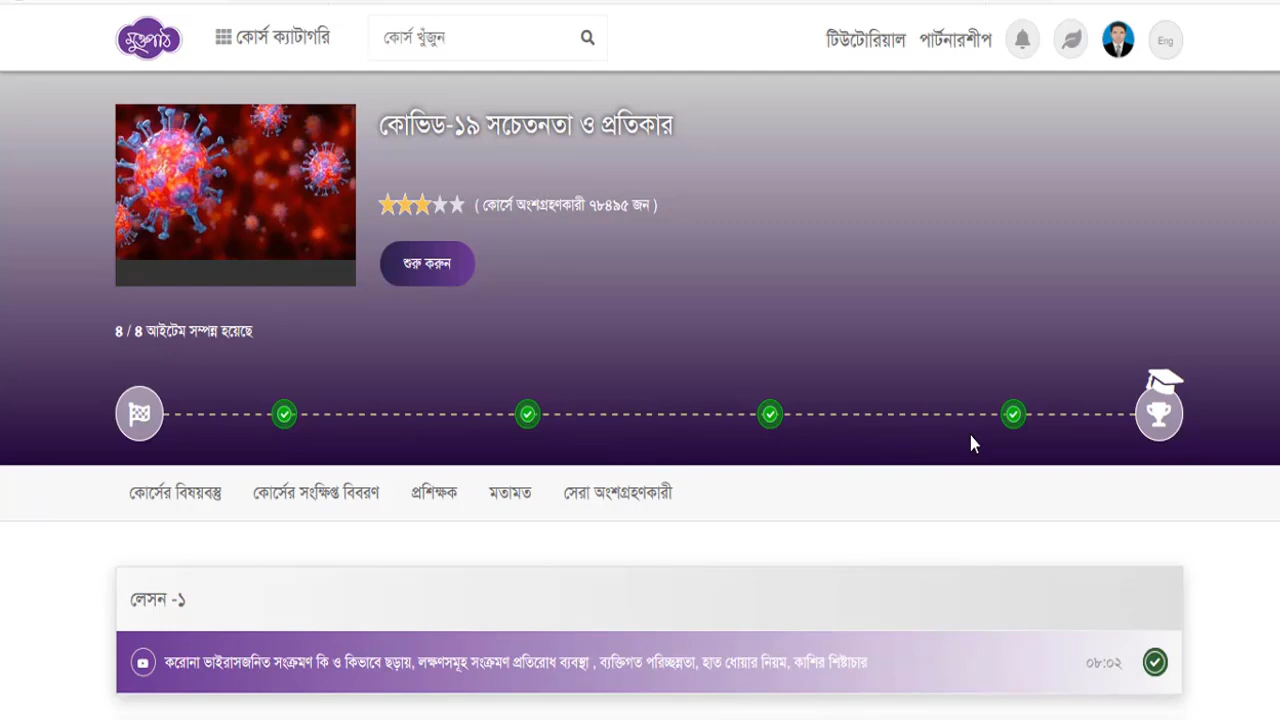 মুক্তপাঠ
কোর্স ক্যাটাগরি
কোর্স খুঁজুন
টিউটোরিয়াল
পার্টনারশীপ
Eng
কোভিড-১৯ সচেতনতা ও প্রতিকার
( কোর্সে অংশগ্রহণকারী ৭৮৪৯৫ জন )
শুরু করুন
৪ / ৪ আইটেম সম্পন্ন হয়েছে
কোর্সের বিষয়বস্তু
কোর্সের সংক্ষিপ্ত বিবরণ
প্রশিক্ষক
মতামত
সেরা অংশগ্রহণকারী
লেসন -১
করোনা ভাইরাসজনিত সংক্রমণ কি ও কিভাবে ছড়ায়, লক্ষণসমূহ সংক্রমণ প্রতিরোধ ব্যবস্থা , ব্যক্তিগত পরিচ্ছন্নতা, হাত ধোয়ার নিয়ম, কাশির শিষ্টাচার
০৮:০২